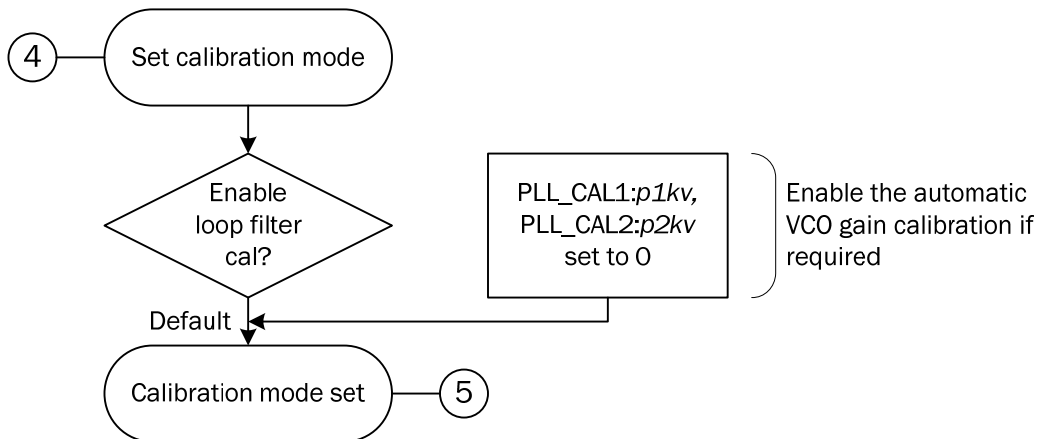 4
Set calibration mode
Enable
loop filter
cal?
PLL_CAL1:p1kv,
PLL_CAL2:p2kv
set to 0
Enable the automatic
VCO gain calibration if
required
Default
Calibration mode set
5